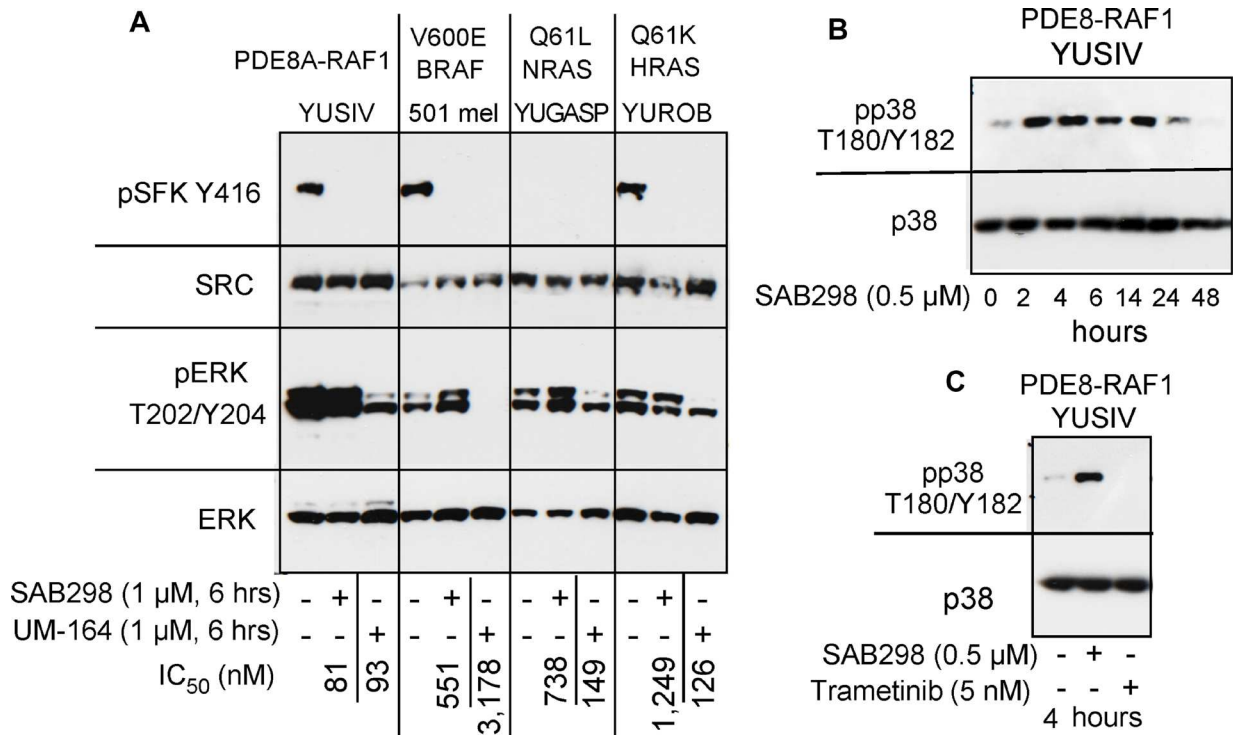 A
PDE8A-RAF1
V600E
BRAF
Q61L
NRAS
Q61K
HRAS
YUSIV
501 mel
YUGASP
YUROB
pSFK Y416
SRC
pERK
T202/Y204
ERK
SAB298 (1 µM, 6 hrs) - + - + - + - +
UM-164 (1 µM, 6 hrs) - - + - - + - - + - - +
IC50 (nM) 81 93 551 3,178 738 149 1,249 126
B
PDE8-RAF1
YUSIV
pp38
T180/Y182
p38
SAB298 (0.5 µM) 0 2 4 6 14 24 48
hours
C
PDE8-RAF1
YUSIV
pp38
T180/Y182
p38
SAB298 (0.5 µM) - + -
Trametinib (5 nM) - - +
4 hours